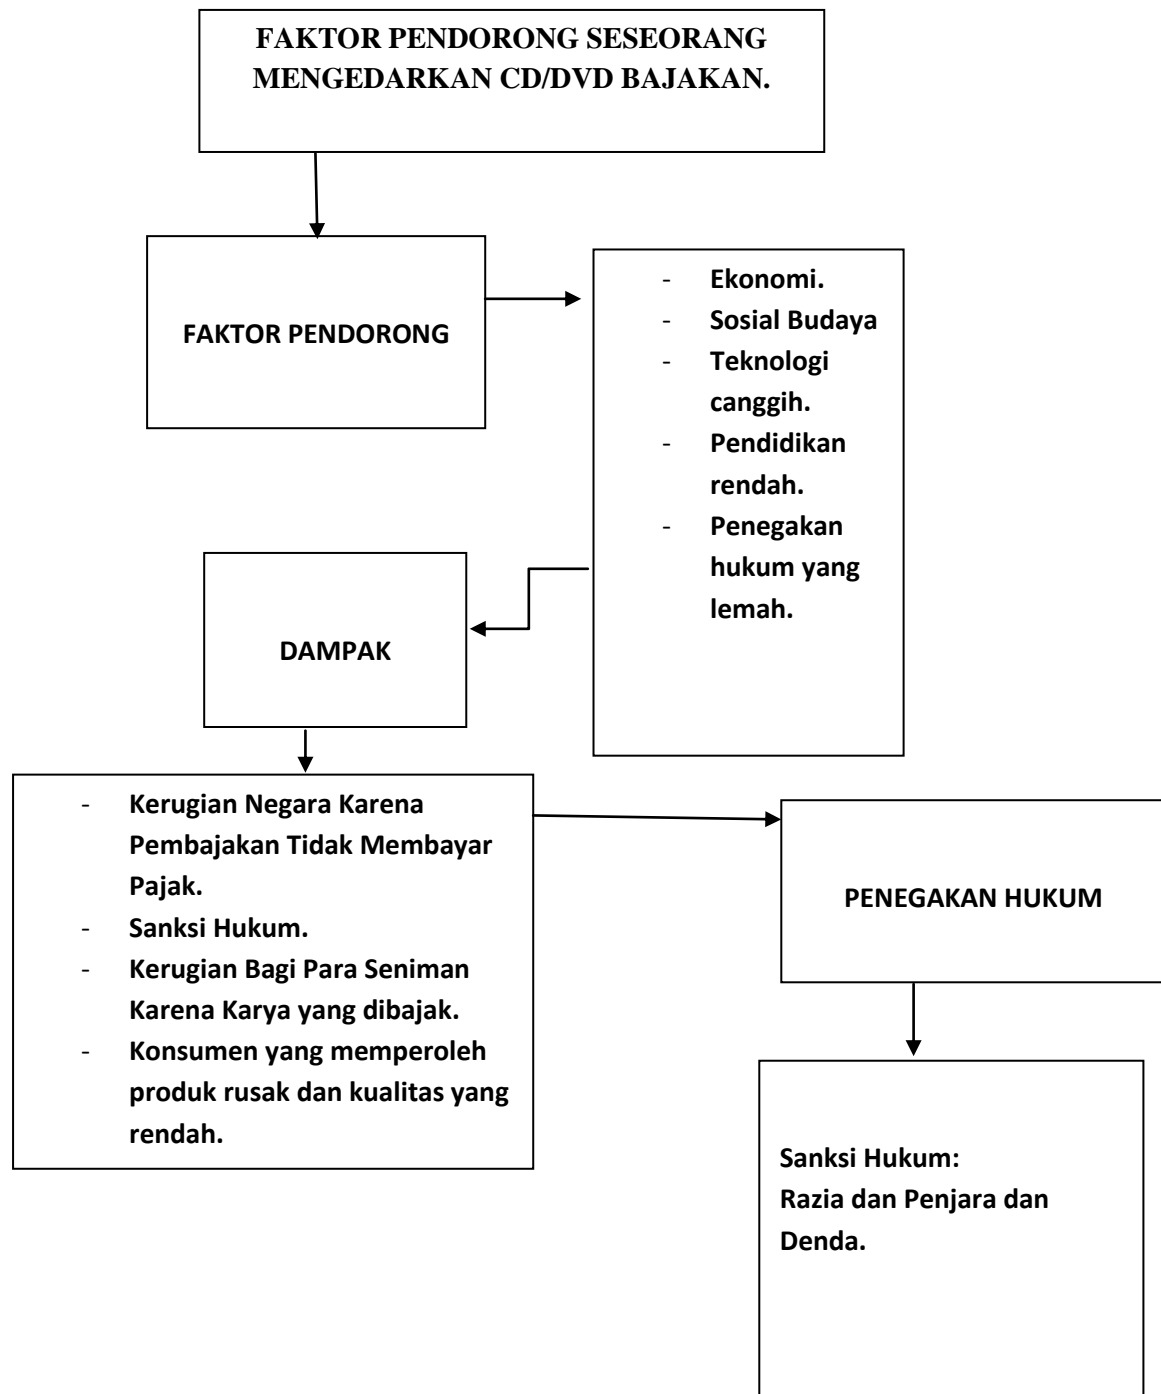 FAKTOR PENDORONG SESEORANG
MENGEDARKAN CD/DVD BAJAKAN.
FAKTOR PENDORONG
- Ekonomi.
- Sosial Budaya
- Teknologi
canggih.
- Pendidikan
rendah.
- Penegakan
hukum yang
lemah.
DAMPAK
- Kerugian Negara Karena
Pembajakan Tidak Membayar
Pajak.
- Sanksi Hukum.
- Kerugian Bagi Para Seniman
Karena Karya yang dibajak.
- Konsumen yang memperoleh
produk rusak dan kualitas yang
rendah.
PENEGAKAN HUKUM
Sanksi Hukum:
Razia dan Penjara dan
Denda.